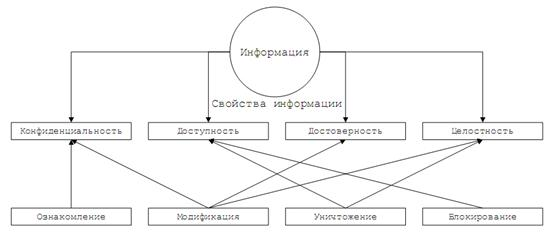 Информация
Свойства информации
Конфиденциальность
Доступность
Достоверность
Целостность
Ознакомление
Модификация
Уничтожение
Блокирование